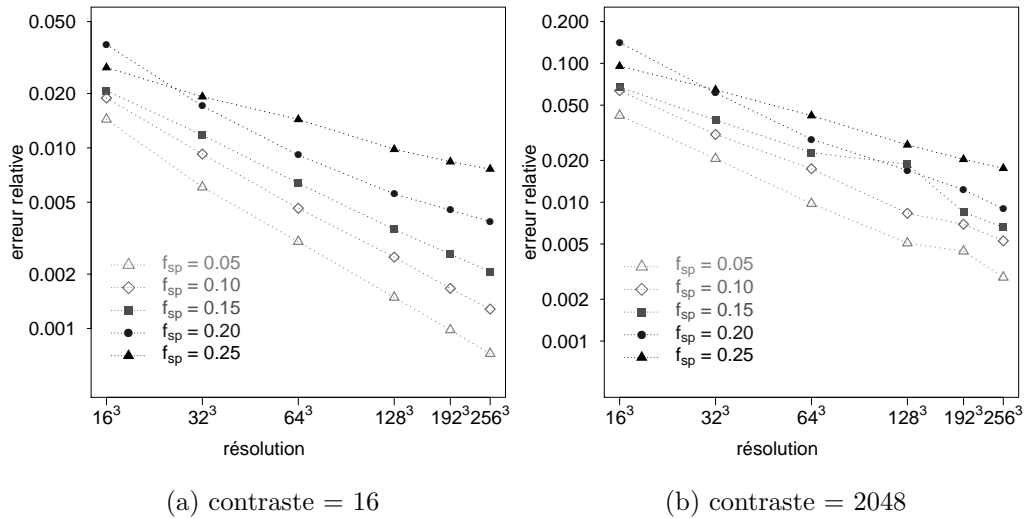 0.050
0.020
0.010
0.005
0.002
0.001
erreur relative
f_sp = 0.05
f_sp = 0.10
f_sp = 0.15
f_sp = 0.20
f_sp = 0.25
16³ 32³ 64³ 128³ 192³ 256³
résolution
(a) contraste = 16
0.200
0.100
0.050
0.020
0.010
0.005
0.002
0.001
erreur relative
f_sp = 0.05
f_sp = 0.10
f_sp = 0.15
f_sp = 0.20
f_sp = 0.25
16³ 32³ 64³ 128³ 192³ 256³
résolution
(b) contraste = 2048